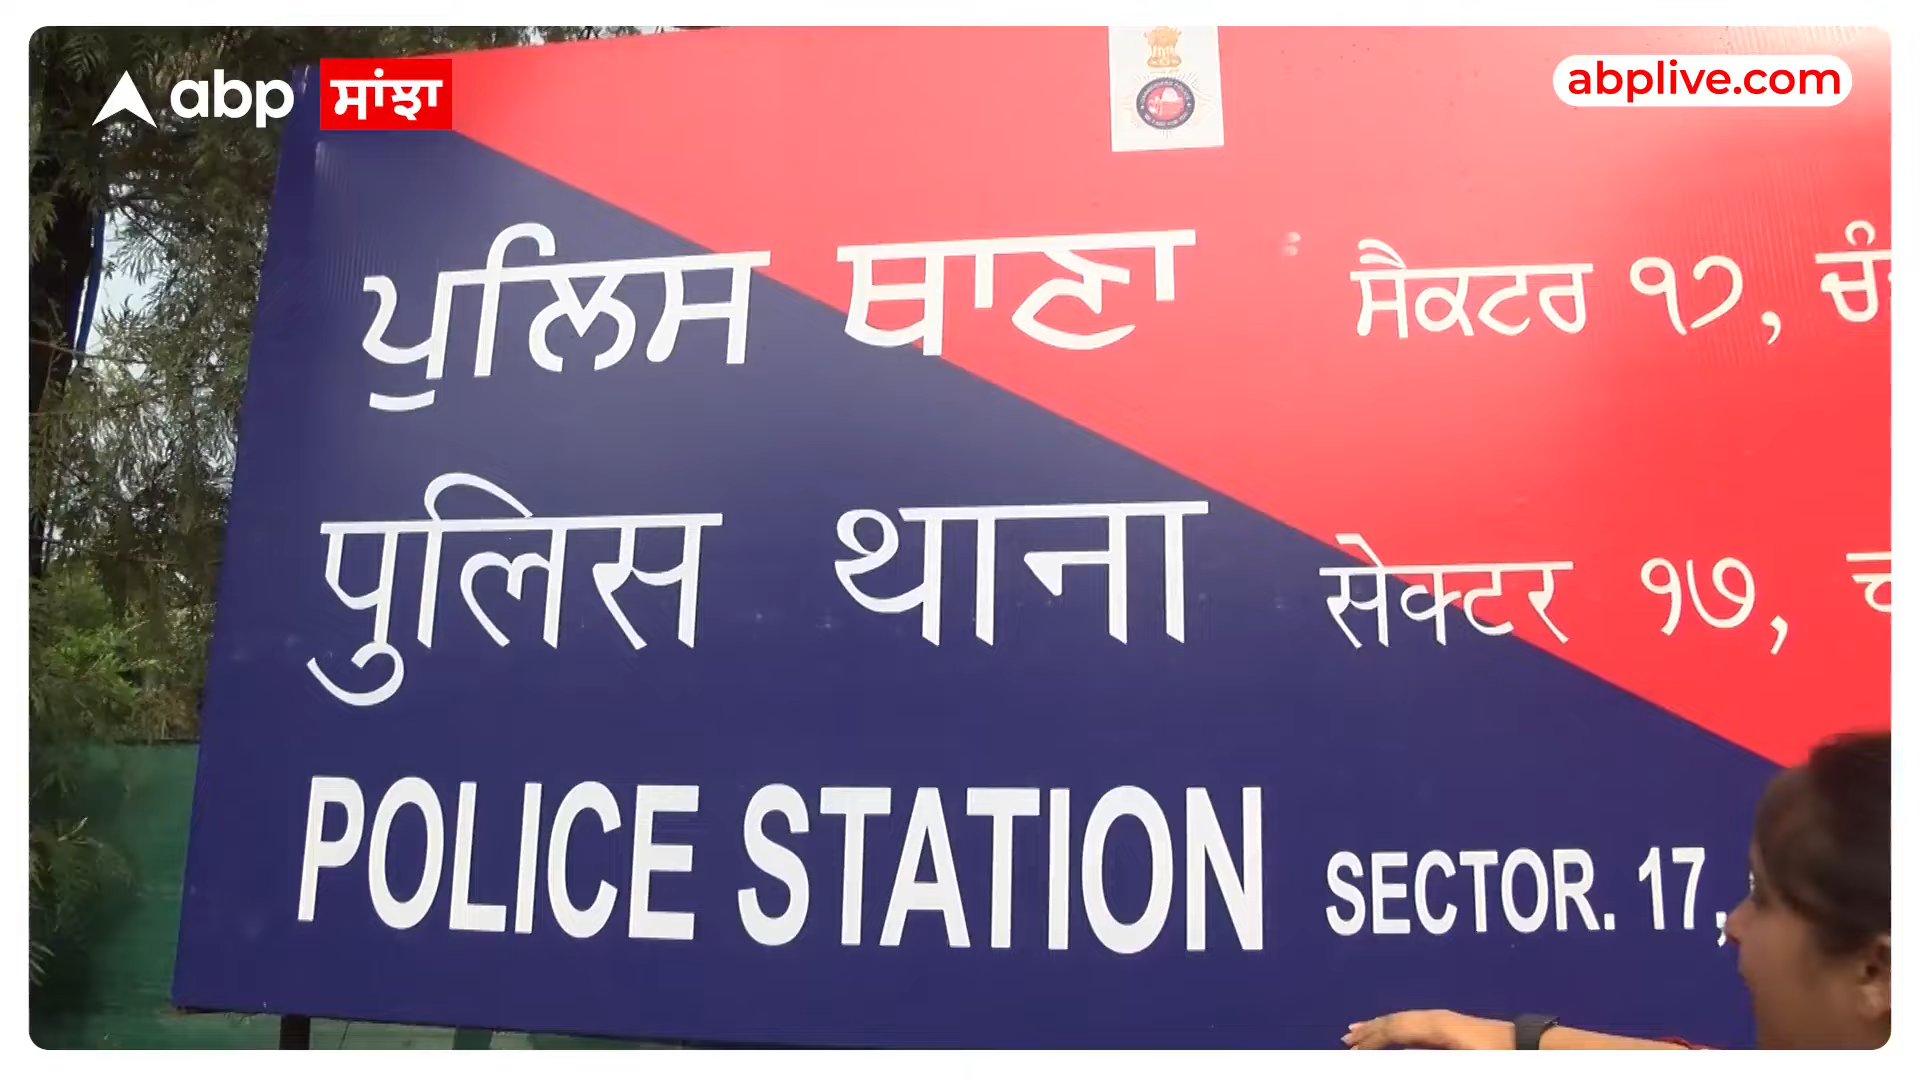 abp ਸਾਂਝਾ
abplive.com
ਪੁਲਿਸ ਥਾਣਾ ਸੈਕਟਰ ੧੭,
पुलिस थाना सेक्टर १७,
POLICE STATION SECTOR. 17,